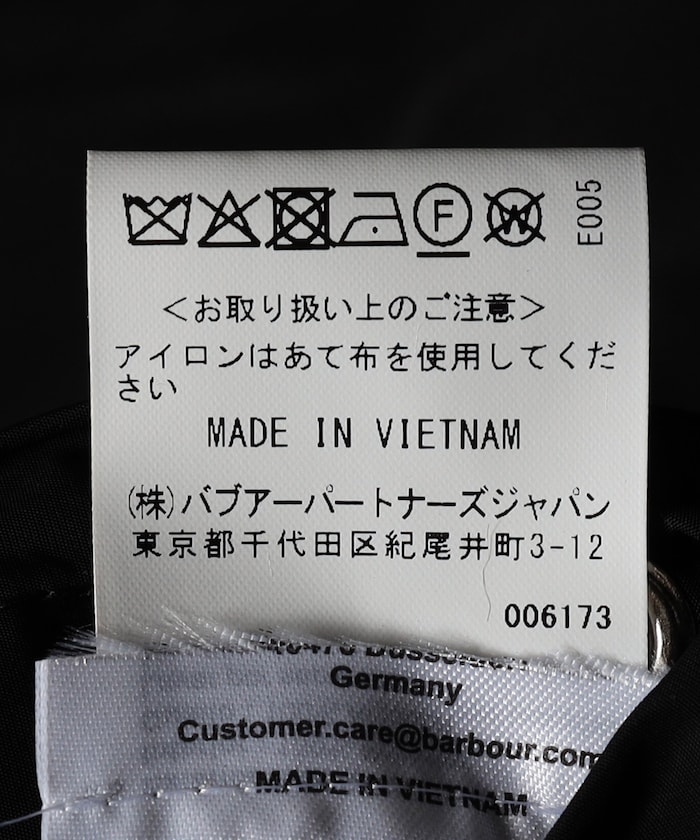 F
W
E005
<お取り扱い上のご注意>
アイロンはあて布を使用してくだ
さい
MADE IN VIETNAM
(株)バブアーパートナーズジャパン
東京都千代田区紀尾井町3-12
006173
Germany
Customer.care@barbour.com
MADE IN VIETNAM